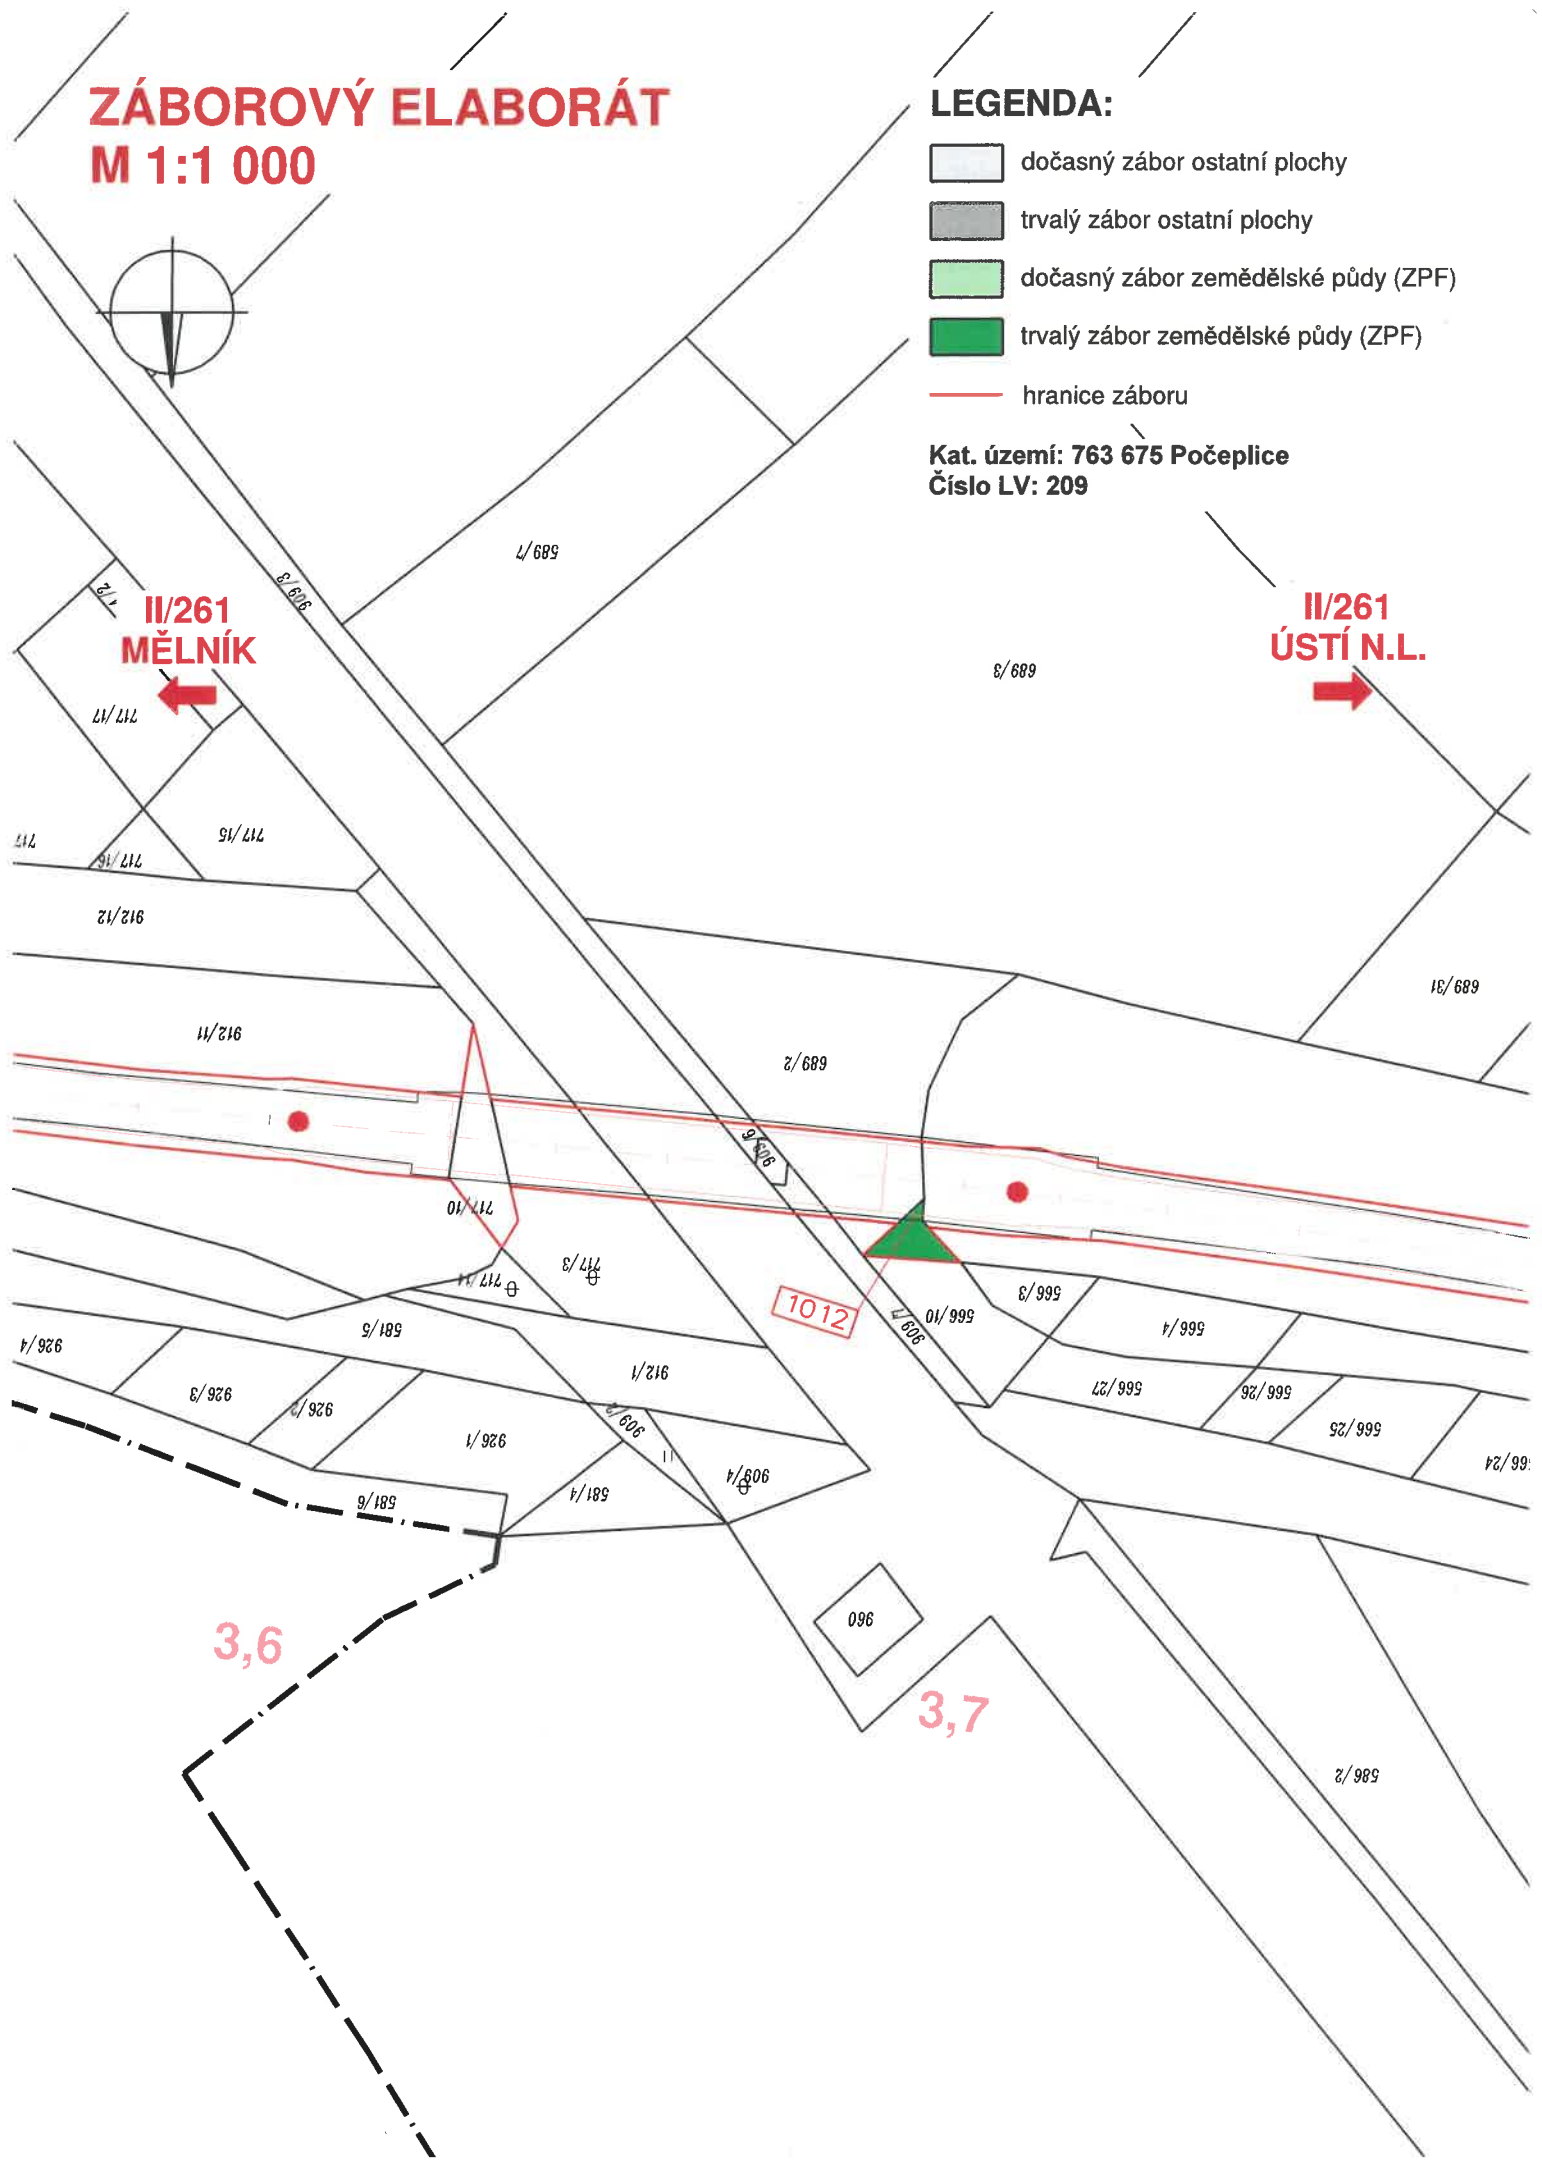 ZÁBOROVÝ ELABORÁT
M 1:1 000
LEGENDA:
dočasný zábor ostatní plochy
trvalý zábor ostatní plochy
dočasný zábor zemědělské půdy (ZPF)
trvalý zábor zemědělské půdy (ZPF)
hranice záboru
Kat. území: 763 675 Počeplice
Číslo LV: 209
589/7
909/3
II/261
MĚLNÍK
II/261
ÚSTÍ N.L.
689/3
717/17
717/15
717
717/16
912/12
689/31
912/11
689/2
909/6
717/10
717/3
717/11
566/3
566/10
909/7
1012
566/4
581/5
926/4
912/1
566/27
566/26
566/25
566/24
926/3
926/2
926/1
909/2
909/4
581/4
581/6
960
3,6
3,7
586/2